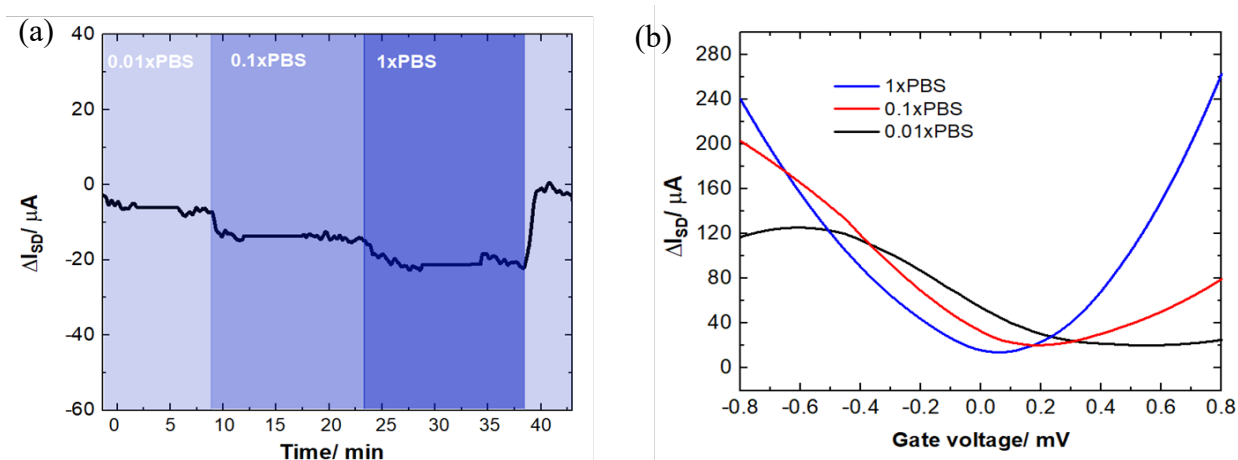 (a)
40
20
0
-20
-40
-60
ΔI_SD/ μA
0.01xPBS
0.1xPBS
1xPBS
0 5 10 15 20 25 30 35 40
Time/ min
(b)
280
240
200
160
120
80
40
0
ΔI_SD/ μA
1xPBS
0.1xPBS
0.01xPBS
-0.8 -0.6 -0.4 -0.2 0.0 0.2 0.4 0.6 0.8
Gate voltage/ mV